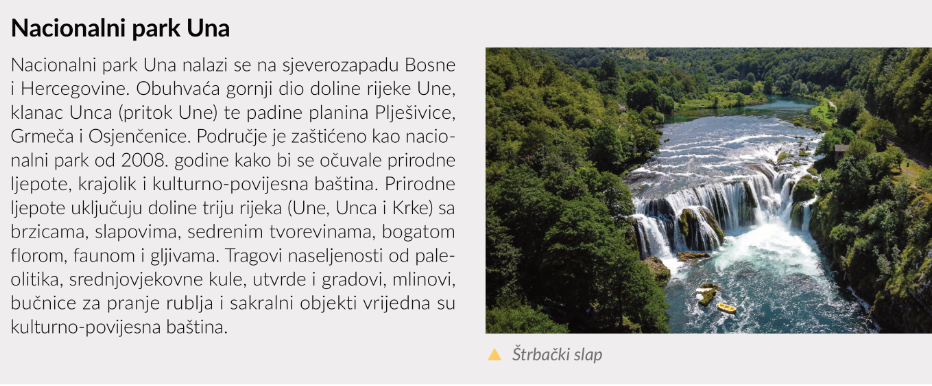 Nacionalni park Una
Nacionalni park Una nalazi se na sjeverozapadu Bosne
i Hercegovine. Obuhvaća gornji dio doline rijeke Une,
klanac Unca (pritok Une) te padine planina Plješivice,
Grmeča i Osjenčenice. Područje je zaštićeno kao nacio-
nalni park od 2008. godine kako bi se očuvale prirodne
ljepote, krajolik i kulturno-povijesna baština. Prirodne
ljepote uključuju doline triju rijeka (Une, Unca i Krke) sa
brzicama, slapovima, sedrenim tvorevinama, bogatom
florom, faunom i gljivama. Tragovi naseljenosti od pale-
olitika, srednjovjekovne kule, utvrde i gradovi, mlinovi,
bučnice za pranje rublja i sakralni objekti vrijedna su
kulturno-povijesna baština.
Štrbački slap